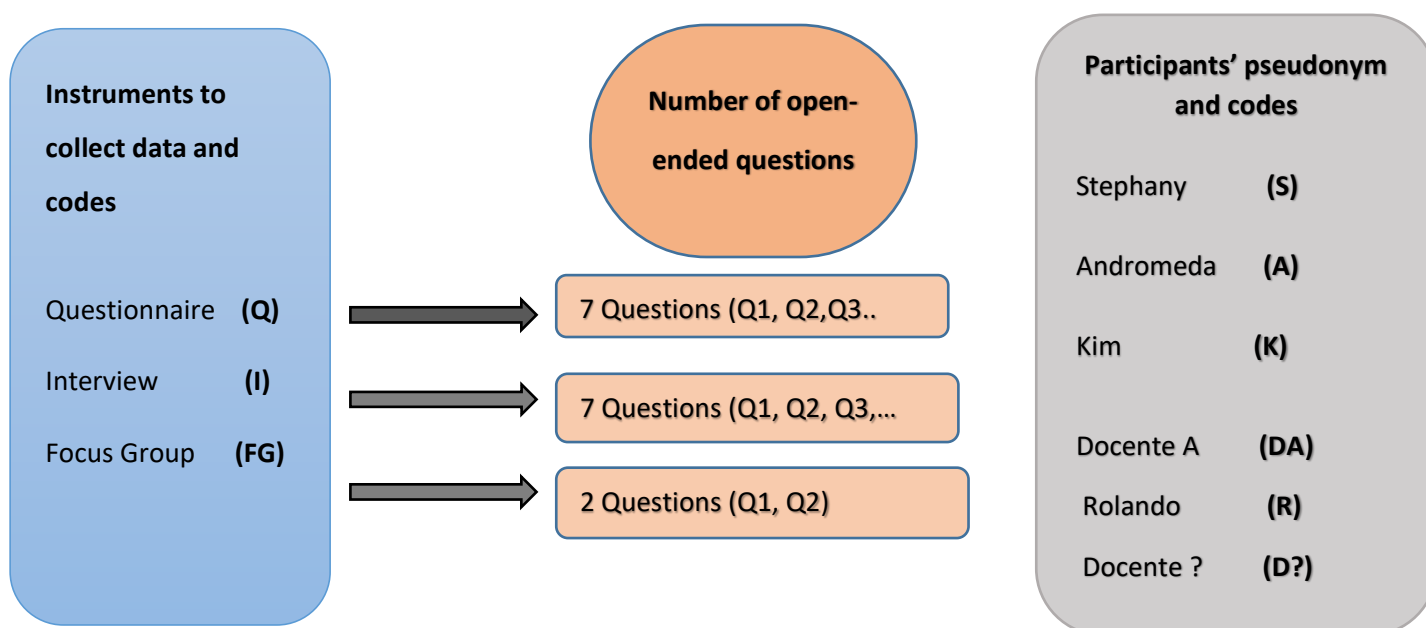 Instruments to
collect data and
codes
Questionnaire (Q)
Interview (I)
Focus Group (FG)
Number of open-
ended questions
7 Questions (Q1, Q2,Q3..
7 Questions (Q1, Q2, Q3,...
2 Questions (Q1, Q2)
Participants’ pseudonym
and codes
Stephany (S)
Andromeda (A)
Kim (K)
Docente A (DA)
Rolando (R)
Docente ? (D?)